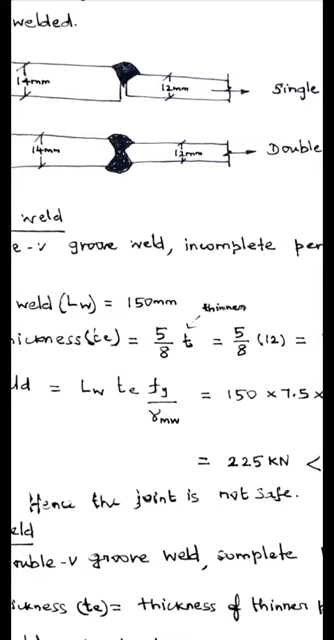 welded.
14mm
12mm
Single
14mm
12mm
Double
weld
e-v groove weld, incomplete per
weld (Lw) = 150mm
thinner
ickness (te) = 5/8 t = 5/8 (12) =
ld = Lw te fy/γmw = 150 × 7.5 ×
= 225 KN <
Hence the joint is not safe.
eld
ouble-v groove weld, complete
ickness (te) = thickness of thinner p